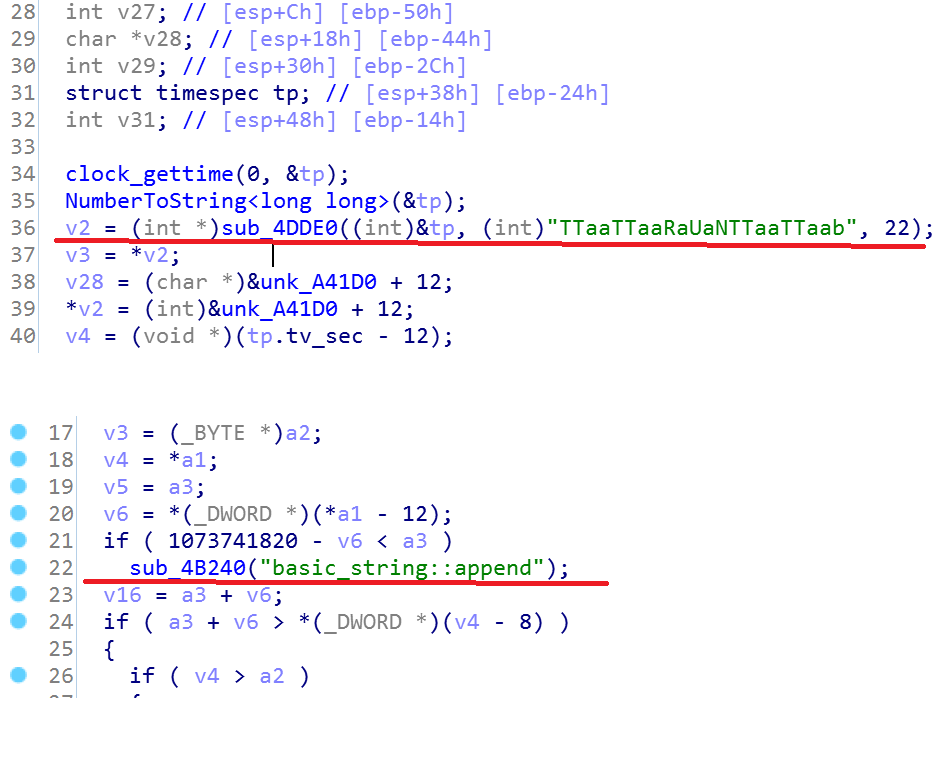 28 int v27; // [esp+Ch] [ebp-50h]
29 char *v28; // [esp+18h] [ebp-44h]
30 int v29; // [esp+30h] [ebp-2Ch]
31 struct timespec tp; // [esp+38h] [ebp-24h]
32 int v31; // [esp+48h] [ebp-14h]
33
34 clock_gettime(0, &tp);
35 NumberToString<long long>(&tp);
36 v2 = (int *)sub_4DDE0((int)&tp, (int)"TTaaTTaaRaUaNTTaaTTaab", 22);
37 v3 = *v2;
38 v28 = (char *)&unk_A41D0 + 12;
39 *v2 = (int)&unk_A41D0 + 12;
40 v4 = (void *)(tp.tv_sec - 12);
17 v3 = (_BYTE *)a2;
18 v4 = *a1;
19 v5 = a3;
20 v6 = *(_DWORD *)(*a1 - 12);
21 if ( 1073741820 - v6 < a3 )
22 sub_4B240("basic_string::append");
23 v16 = a3 + v6;
24 if ( a3 + v6 > *(_DWORD *)(v4 - 8) )
25 {
26 if ( v4 > a2 )